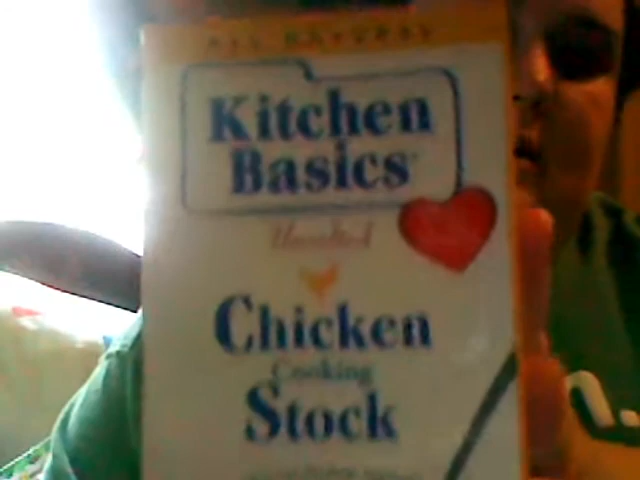 ALL NATURAL
Kitchen
Basics
Unsalted
Chicken
Cooking
Stock